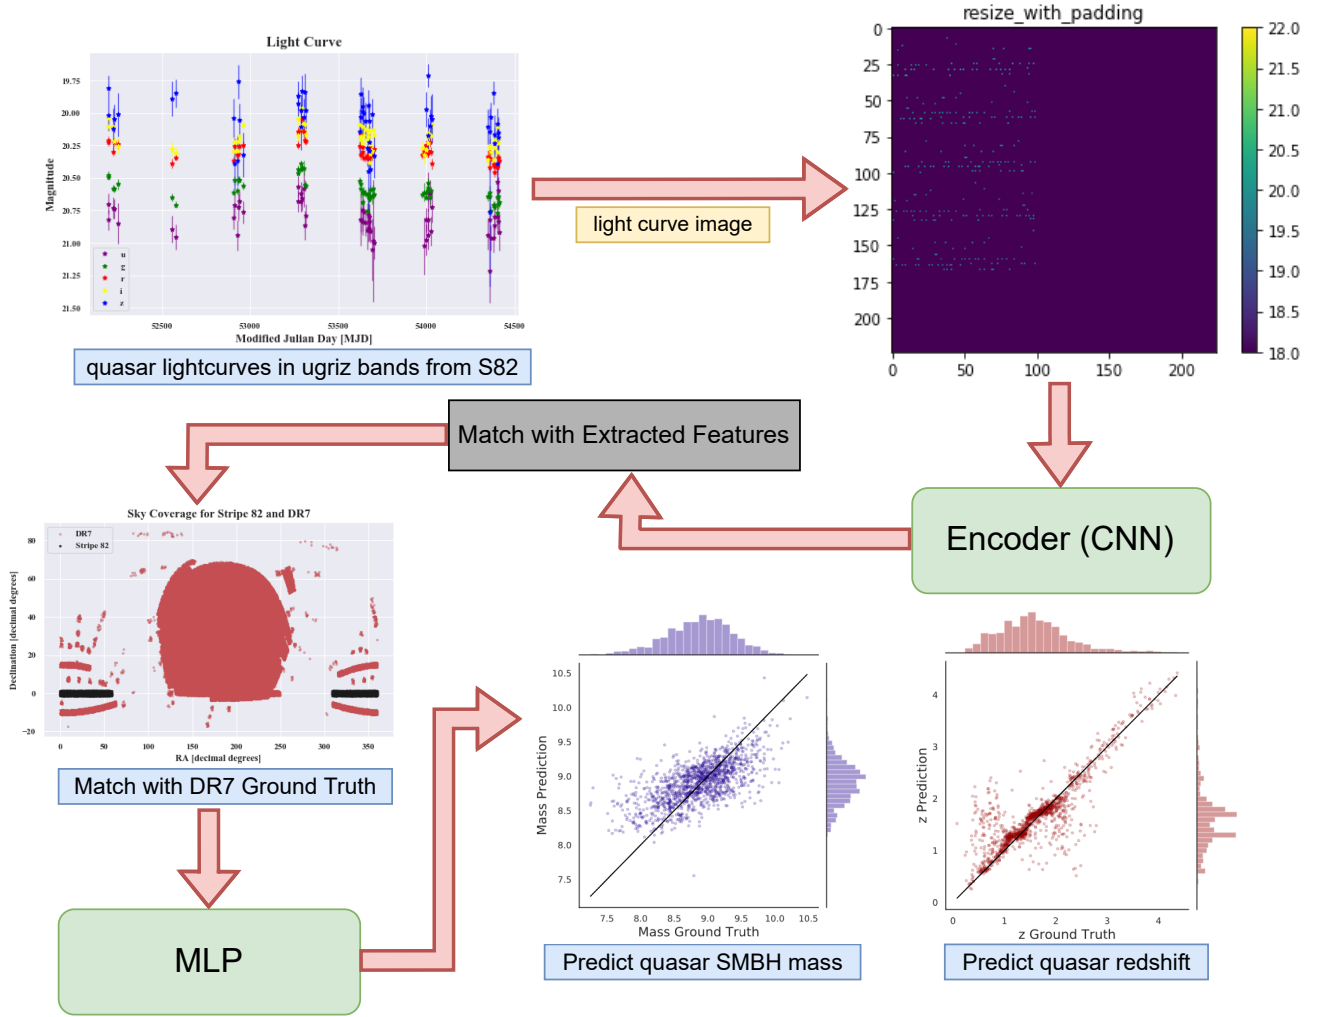 Light Curve
Magnitude
19.75
20.00
20.25
20.50
20.75
21.00
21.25
21.50
u
g
r
i
z
52500
53000
53500
54000
54500
Modified Julian Day [MJD]
quasar lightcurves in ugriz bands from S82
light curve image
resize_with_padding
0
25
50
75
100
125
150
175
200
0
50
100
150
200
22.0
21.5
21.0
20.5
20.0
19.5
19.0
18.5
18.0
Match with Extracted Features
Encoder (CNN)
Sky Coverage for Stripe 82 and DR7
DR7
Stripe 82
Declination [decimal degrees]
80
60
40
20
0
−20
0
50
100
150
200
250
300
350
RA [decimal degrees]
Match with DR7 Ground Truth
MLP
Mass Prediction
10.5
10.0
9.5
9.0
8.5
8.0
7.5
7.5
8.0
8.5
9.0
9.5
10.0
10.5
Mass Ground Truth
Predict quasar SMBH mass
z Prediction
4
3
2
1
0
0
1
2
3
4
z Ground Truth
Predict quasar redshift